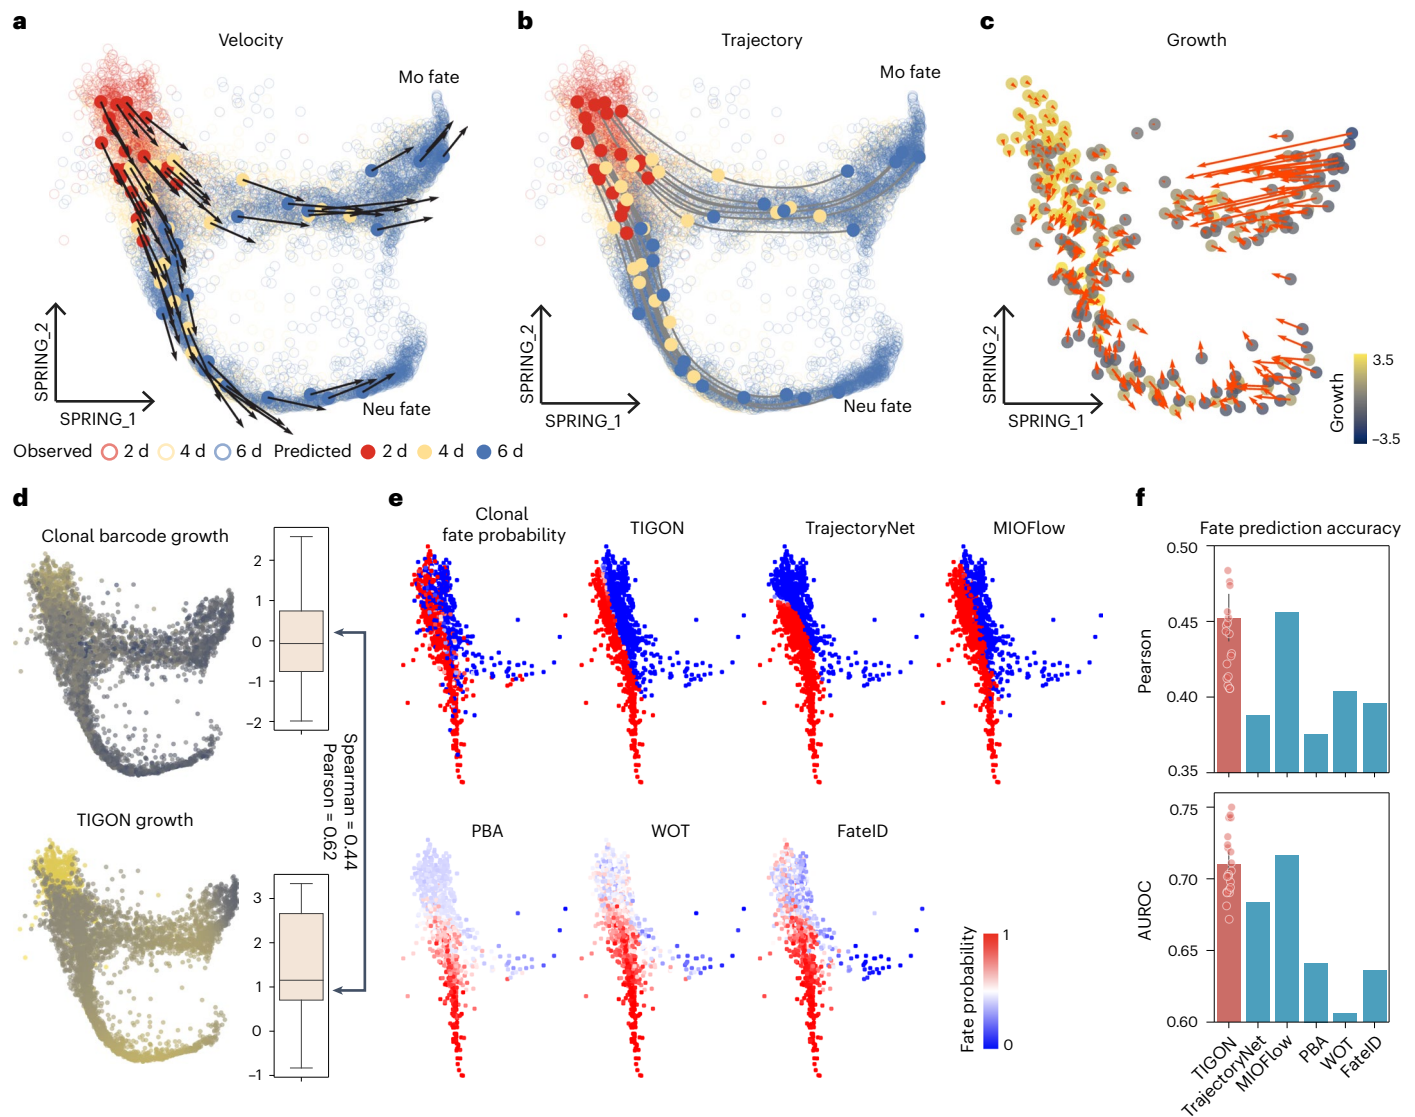 a
Velocity
Mo fate
SPRING_2
SPRING_1
Neu fate
b
Trajectory
Mo fate
SPRING_2
SPRING_1
Neu fate
c
Growth
SPRING_2
SPRING_1
Growth
3.5
–3.5
Observed 2 d 4 d 6 d Predicted 2 d 4 d 6 d
d
Clonal barcode growth
2
1
0
–1
–2
Spearman = 0.44
Pearson = 0.62
TIGON growth
3
2
1
0
–1
e
Clonal
fate probability
TIGON
TrajectoryNet
MIOFlow
PBA
WOT
FateID
Fate probability
1
0
f
Fate prediction accuracy
Pearson
0.50
0.45
0.40
0.35
AUROC
0.75
0.70
0.65
0.60
TIGON
TrajectoryNet
MIOFlow
PBA
WOT
FateID